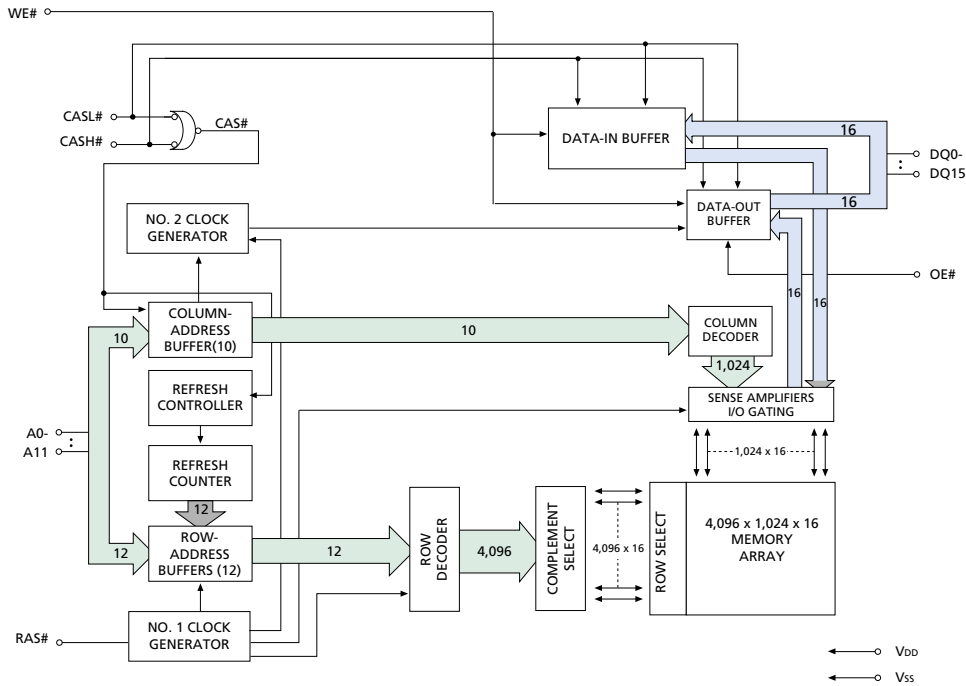 WE#
CASL#
CASH#
CAS#
DATA-IN BUFFER
16
DQ0-
:
DQ15
DATA-OUT
BUFFER
16
NO. 2 CLOCK
GENERATOR
OE#
16
16
COLUMN-
ADDRESS
BUFFER(10)
10
10
COLUMN
DECODER
1,024
REFRESH
CONTROLLER
SENSE AMPLIFIERS
I/O GATING
A0-
:
A11
1,024 x 16
REFRESH
COUNTER
12
ROW-
ADDRESS
BUFFERS (12)
12
12
ROW
DECODER
4,096
COMPLEMENT
SELECT
4,096 x 16
ROW SELECT
4,096 x 1,024 x 16
MEMORY
ARRAY
RAS#
NO. 1 CLOCK
GENERATOR
VDD
VSS